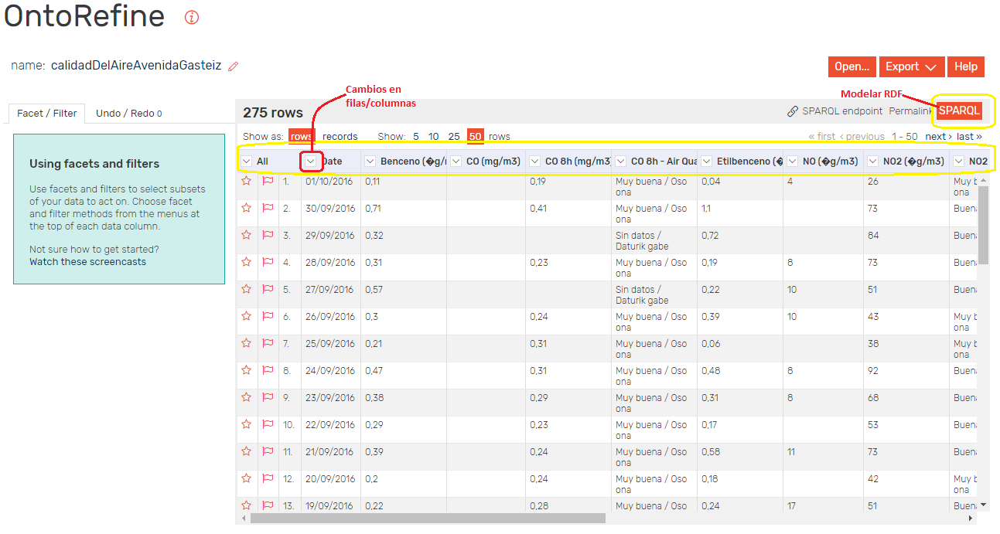 OntoRefine
name: calidadDelAireAvenidaGasteiz
Open... Export Help
Cambios en
filas/columnas
Modelar RDF
Facet / Filter Undo / Redo 0
275 rows
SPARQL endpoint Permalink SPARQL
Show as: rows records Show: 5 10 25 50 rows « first ‹ previous 1 - 50 next › last »
Using facets and filters
Use facets and filters to select subsets
of your data to act on. Choose facet
and filter methods from the menus at
the top of each data column.
Not sure how to get started?
Watch these screencasts
All Date Benceno (�g/ CO (mg/m3) CO 8h (mg/m3 CO 8h - Air Qua Etilbenceno (� NO (�g/m3) NO2 (�g/m3) NO2
1. 01/10/2016 0,11 0,19 Muy buena / Oso 0,04 4 26 Muy b
ona ona
2. 30/09/2016 0,71 0,41 Muy buena / Oso 1,1 73 Buena
ona
3. 29/09/2016 0,32 Sin datos / 0,72 84 Buena
Daturik gabe
4. 28/09/2016 0,31 0,23 Muy buena / Oso 0,19 8 73 Buena
ona
5. 27/09/2016 0,57 Sin datos / 0,22 10 51 Buena
Daturik gabe
6. 26/09/2016 0,3 0,24 Muy buena / Oso 0,39 10 43 Muy b
ona ona
7. 25/09/2016 0,21 0,31 Muy buena / Oso 0,06 38 Muy b
ona ona
8. 24/09/2016 0,47 0,31 Muy buena / Oso 0,48 8 92 Buena
ona
9. 23/09/2016 0,38 0,29 Muy buena / Oso 0,31 8 68 Buena
ona
10. 22/09/2016 0,29 0,23 Muy buena / Oso 0,17 53 Buena
ona
11. 21/09/2016 0,39 0,24 Muy buena / Oso 0,58 11 73 Buena
ona
12. 20/09/2016 0,2 0,24 Muy buena / Oso 0,18 42 Muy b
ona ona
13. 19/09/2016 0,22 0,28 Muy buena / Oso 0,24 17 51 Buena